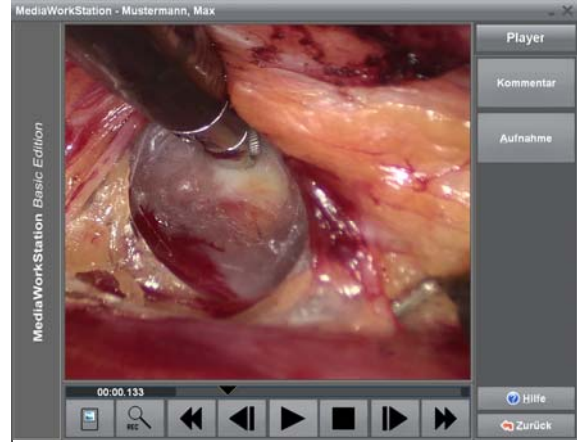 MediaWorkStation - Mustermann, Max
Player
Kommentar
Aufnahme
MediaWorkStation Basic Edition
00:00.133
REC
Hilfe
Zurück